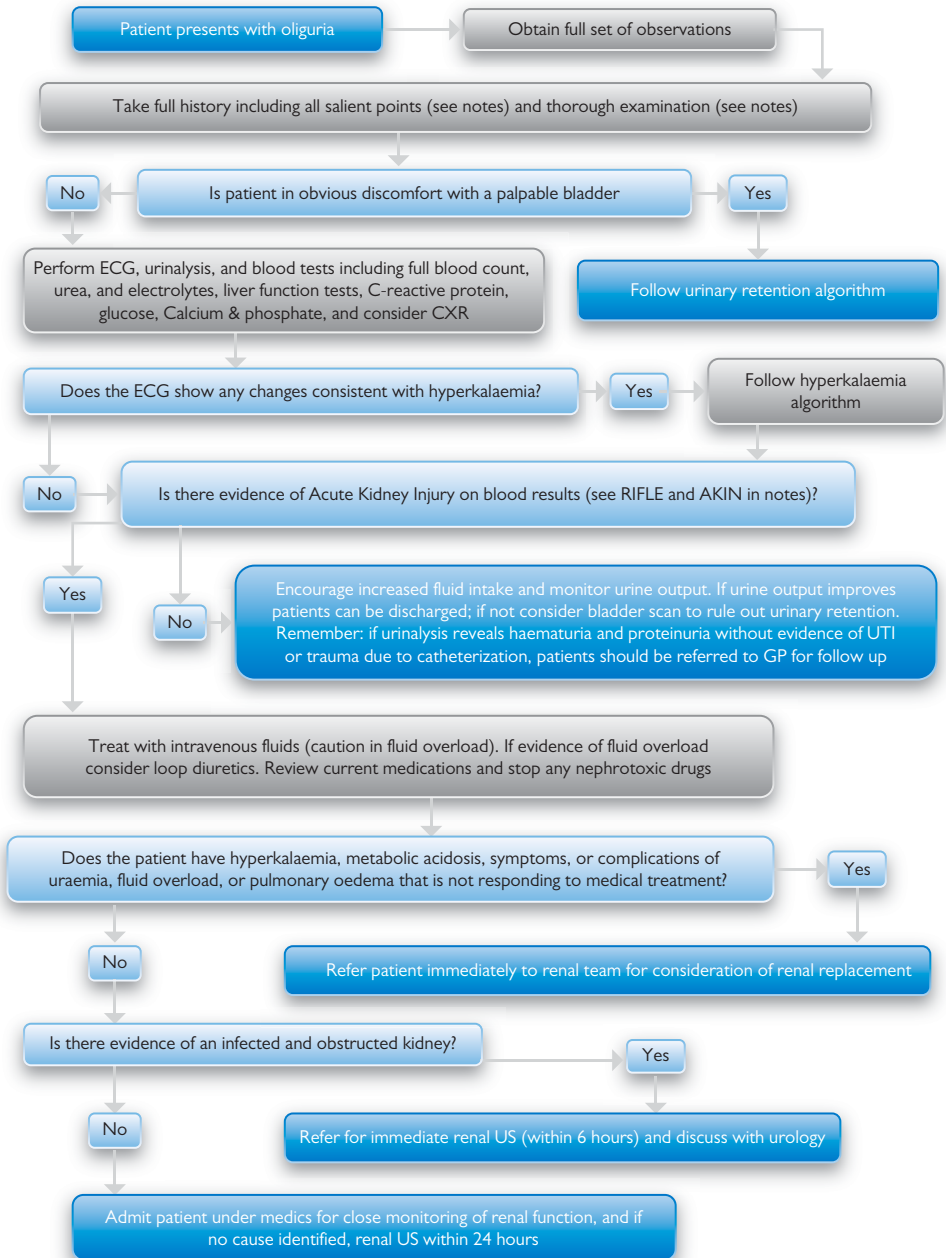 Patient presents with oliguria
Obtain full set of observations
Take full history including all salient points (see notes) and thorough examination (see notes)
No
Is patient in obvious discomfort with a palpable bladder
Yes
Perform ECG, urinalysis, and blood tests including full blood count,
urea, and electrolytes, liver function tests, C-reactive protein,
glucose, Calcium & phosphate, and consider CXR
Follow urinary retention algorithm
Does the ECG show any changes consistent with hyperkalaemia?
Yes
Follow hyperkalaemia
algorithm
No
Is there evidence of Acute Kidney Injury on blood results (see RIFLE and AKIN in notes)?
Yes
No
Encourage increased fluid intake and monitor urine output. If urine output improves
patients can be discharged; if not consider bladder scan to rule out urinary retention.
Remember: if urinalysis reveals haematuria and proteinuria without evidence of UTI
or trauma due to catheterization, patients should be referred to GP for follow up
Treat with intravenous fluids (caution in fluid overload). If evidence of fluid overload
consider loop diuretics. Review current medications and stop any nephrotoxic drugs
Does the patient have hyperkalaemia, metabolic acidosis, symptoms, or complications of
uraemia, fluid overload, or pulmonary oedema that is not responding to medical treatment?
Yes
No
Refer patient immediately to renal team for consideration of renal replacement
Is there evidence of an infected and obstructed kidney?
Yes
No
Refer for immediate renal US (within 6 hours) and discuss with urology
Admit patient under medics for close monitoring of renal function, and if
no cause identified, renal US within 24 hours